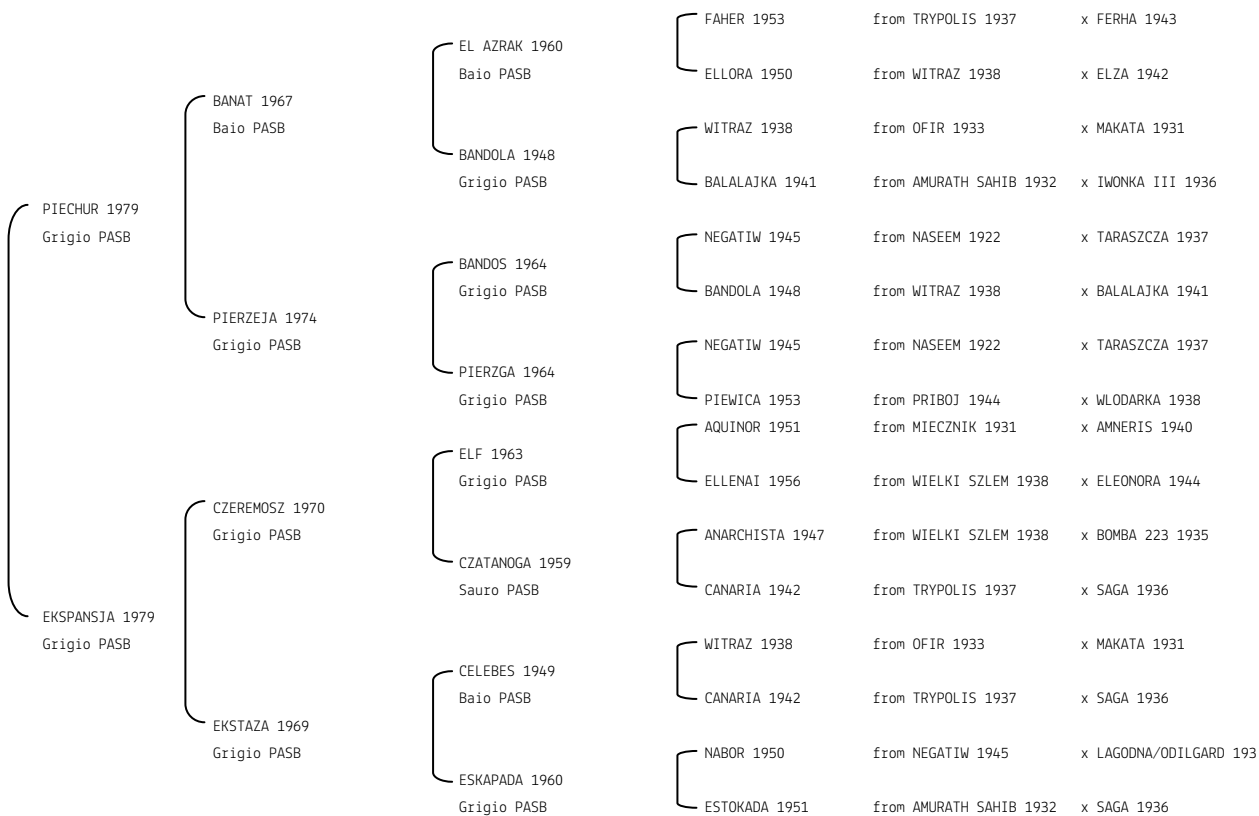 FAHER 1953 from TRYPOLIS 1937 x FERHA 1943
EL AZRAK 1960
Baio PASB
ELLORA 1950 from WITRAZ 1938 x ELZA 1942
BANAT 1967
Baio PASB
WITRAZ 1938 from OFIR 1933 x MAKATA 1931
BANDOLA 1948
Grigio PASB
BALALAJKA 1941 from AMURATH SAHIB 1932 x IWONKA III 1936
PIECHUR 1979
Grigio PASB
NEGATIW 1945 from NASEEM 1922 x TARASZCZA 1937
BANDOS 1964
Grigio PASB
BANDOLA 1948 from WITRAZ 1938 x BALALAJKA 1941
PIERZEJA 1974
Grigio PASB
NEGATIW 1945 from NASEEM 1922 x TARASZCZA 1937
PIERZGA 1964
Grigio PASB
PIEWICA 1953 from PRIBOJ 1944 x WLODARKA 1938
AQUINOR 1951 from MIECZNIK 1931 x AMNERIS 1940
ELF 1963
Grigio PASB
ELLENAI 1956 from WIELKI SZLEM 1938 x ELEONORA 1944
CZEREMOSZ 1970
Grigio PASB
ANARCHISTA 1947 from WIELKI SZLEM 1938 x BOMBA 223 1935
CZATANOGA 1959
Sauro PASB
CANARIA 1942 from TRYPOLIS 1937 x SAGA 1936
EKSPANSJA 1979
Grigio PASB
WITRAZ 1938 from OFIR 1933 x MAKATA 1931
CELEBES 1949
Baio PASB
CANARIA 1942 from TRYPOLIS 1937 x SAGA 1936
EKSTAZA 1969
Grigio PASB
NABOR 1950 from NEGATIW 1945 x LAGODNA/ODILGARD 193
ESKAPADA 1960
Grigio PASB
ESTOKADA 1951 from AMURATH SAHIB 1932 x SAGA 1936